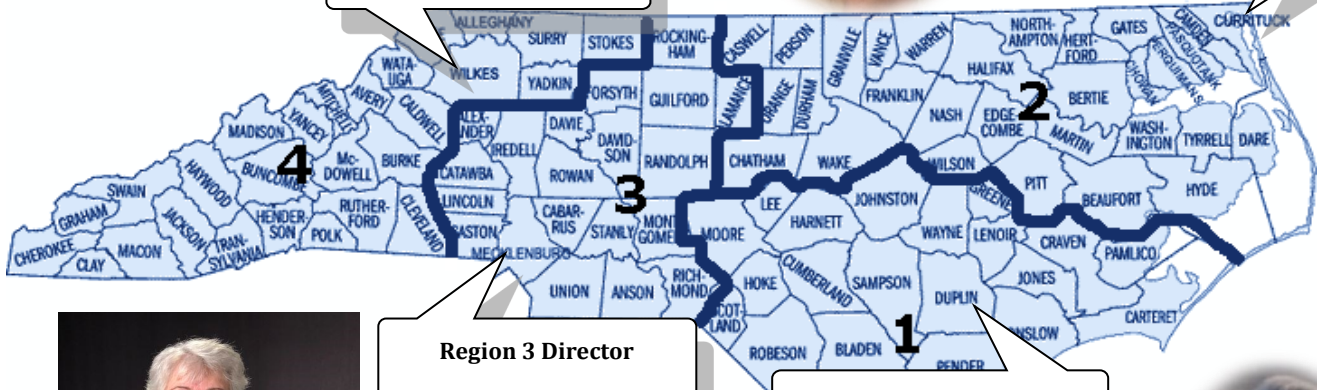 ALLEGHANY
SURRY
STOKES
ROCKING-
HAM
CASWELL
PERSON
GRANVILLE
VANCE
WARREN
NORTH-
AMPTON
HERT-
FORD
GATES
CAMDEN
CURRITUCK
PASQUOTANK
PERQUIMANS
CHOWAN
WATA-
UGA
WILKES
YADKIN
FORSYTH
GUILFORD
ALAMANCE
ORANGE
DURHAM
FRANKLIN
HALIFAX
NASH
EDGE-
COMBE
2
BERTIE
MARTIN
WASH-
INGTON
TYRRELL
DARE
MITCHELL
AVERY
CALDWELL
ALEX-
ANDER
IREDELL
DAVIE
DAVID-
SON
RANDOLPH
CHATHAM
WAKE
WILSON
PITT
BEAUFORT
HYDE
MADISON
YANCEY
Mc-
DOWELL
BURKE
CATAWBA
ROWAN
3
LEE
JOHNSTON
GREENE
4
BUNCOMBE
HAYWOOD
SWAIN
GRAHAM
CHEROKEE
CLAY
MACON
JACKSON
TRAN-
SYLVANIA
HENDER-
SON
POLK
RUTHER-
FORD
CLEVELAND
LINCOLN
GASTON
MECKLENBURG
CABAR-
RUS
STANLY
MONT
GOMERY
MOORE
HARNETT
WAYNE
LENOIR
CRAVEN
PAMLICO
UNION
ANSON
RICH-
MOND
SCOT-
LAND
HOKE
CUMBERLAND
SAMPSON
DUPLIN
JONES
CARTERET
ONSLOW
ROBESON
BLADEN
1
PENDER
Region 3 Director